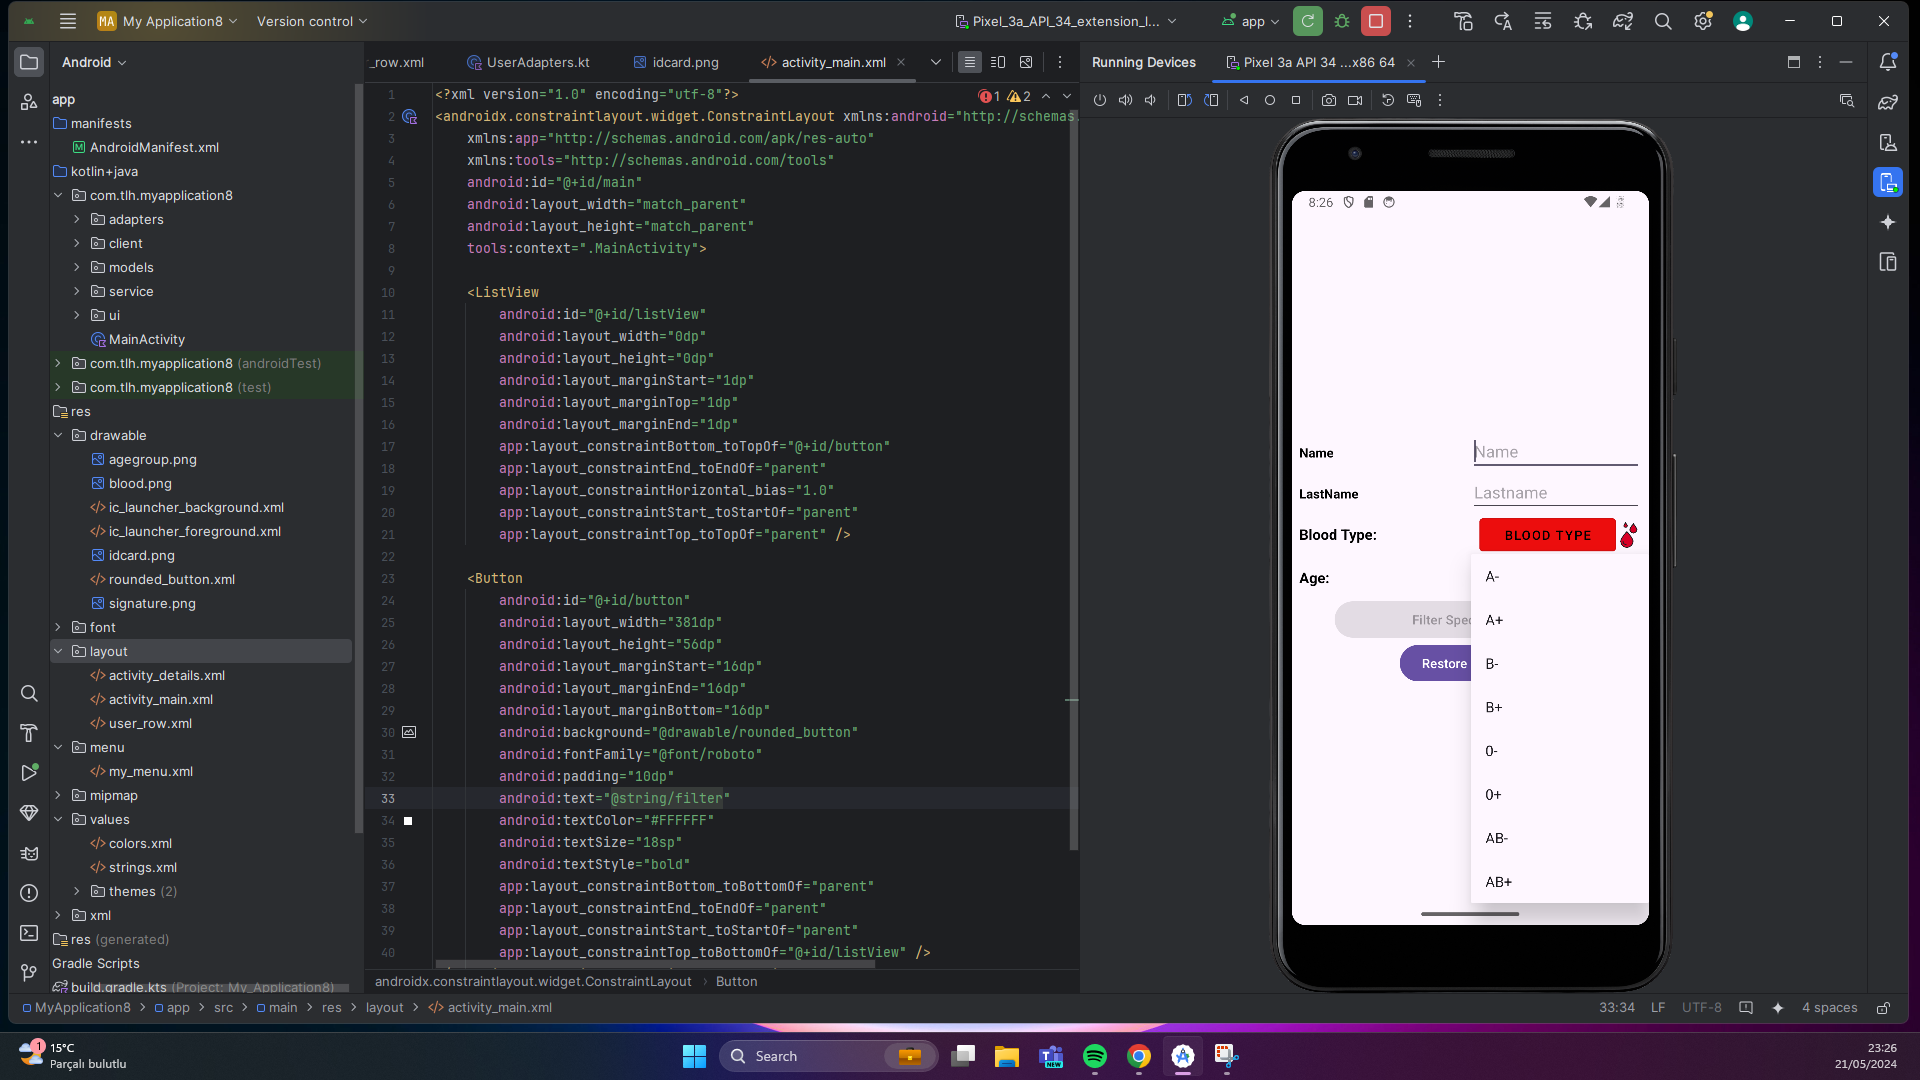 MA My Application8
Version control
Pixel_3a_API_34_extension_l...
app
Android
_row.xml
UserAdapters.kt
idcard.png
activity_main.xml
Running Devices
Pixel 3a API 34 ...x86 64
app
manifests
AndroidManifest.xml
kotlin+java
com.tlh.myapplication8
adapters
client
models
service
ui
MainActivity
com.tlh.myapplication8 (androidTest)
com.tlh.myapplication8 (test)
res
drawable
agegroup.png
blood.png
ic_launcher_background.xml
ic_launcher_foreground.xml
idcard.png
rounded_button.xml
signature.png
font
layout
activity_details.xml
activity_main.xml
user_row.xml
menu
my_menu.xml
mipmap
values
colors.xml
strings.xml
themes (2)
xml
res (generated)
Gradle Scripts
build.gradle.kts (Project: My_Application8)
1 <?xml version="1.0" encoding="utf-8"?>
1 2
2 <androidx.constraintlayout.widget.ConstraintLayout xmlns:android="http://schemas.
3 xmlns:app="http://schemas.android.com/apk/res-auto"
4 xmlns:tools="http://schemas.android.com/tools"
5 android:id="@+id/main"
6 android:layout_width="match_parent"
7 android:layout_height="match_parent"
8 tools:context=".MainActivity">
9
10 <ListView
11 android:id="@+id/listView"
12 android:layout_width="0dp"
13 android:layout_height="0dp"
14 android:layout_marginStart="1dp"
15 android:layout_marginTop="1dp"
16 android:layout_marginEnd="1dp"
17 app:layout_constraintBottom_toTopOf="@+id/button"
18 app:layout_constraintEnd_toEndOf="parent"
19 app:layout_constraintHorizontal_bias="1.0"
20 app:layout_constraintStart_toStartOf="parent"
21 app:layout_constraintTop_toTopOf="parent" />
22
23 <Button
24 android:id="@+id/button"
25 android:layout_width="381dp"
26 android:layout_height="56dp"
27 android:layout_marginStart="16dp"
28 android:layout_marginEnd="16dp"
29 android:layout_marginBottom="16dp"
30 android:background="@drawable/rounded_button"
31 android:fontFamily="@font/roboto"
32 android:padding="10dp"
33 android:text="@string/filter"
34 android:textColor="#FFFFFF"
35 android:textSize="18sp"
36 android:textStyle="bold"
37 app:layout_constraintBottom_toBottomOf="parent"
38 app:layout_constraintEnd_toEndOf="parent"
39 app:layout_constraintStart_toStartOf="parent"
40 app:layout_constraintTop_toBottomOf="@+id/listView" />
androidx.constraintlayout.widget.ConstraintLayout > Button
8:26
Name Name
LastName Lastname
Blood Type: BLOOD TYPE
Age:
Filter Spec
Restore
A-
A+
B-
B+
0-
0+
AB-
AB+
MyApplication8 > app > src > main > res > layout > activity_main.xml
33:34 LF UTF-8 4 spaces
1
15°C
Parçalı bulutlu
Search
NEW
23:26
21/05/2024